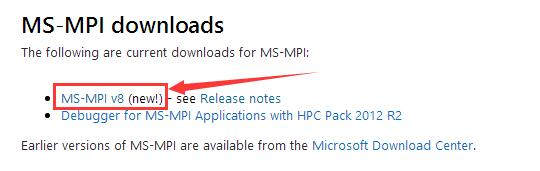 MS-MPI downloads
The following are current downloads for MS-MPI:
• MS-MPI v8 (new!) - see Release notes
• Debugger for MS-MPI Applications with HPC Pack 2012 R2
Earlier versions of MS-MPI are available from the Microsoft Download Center.